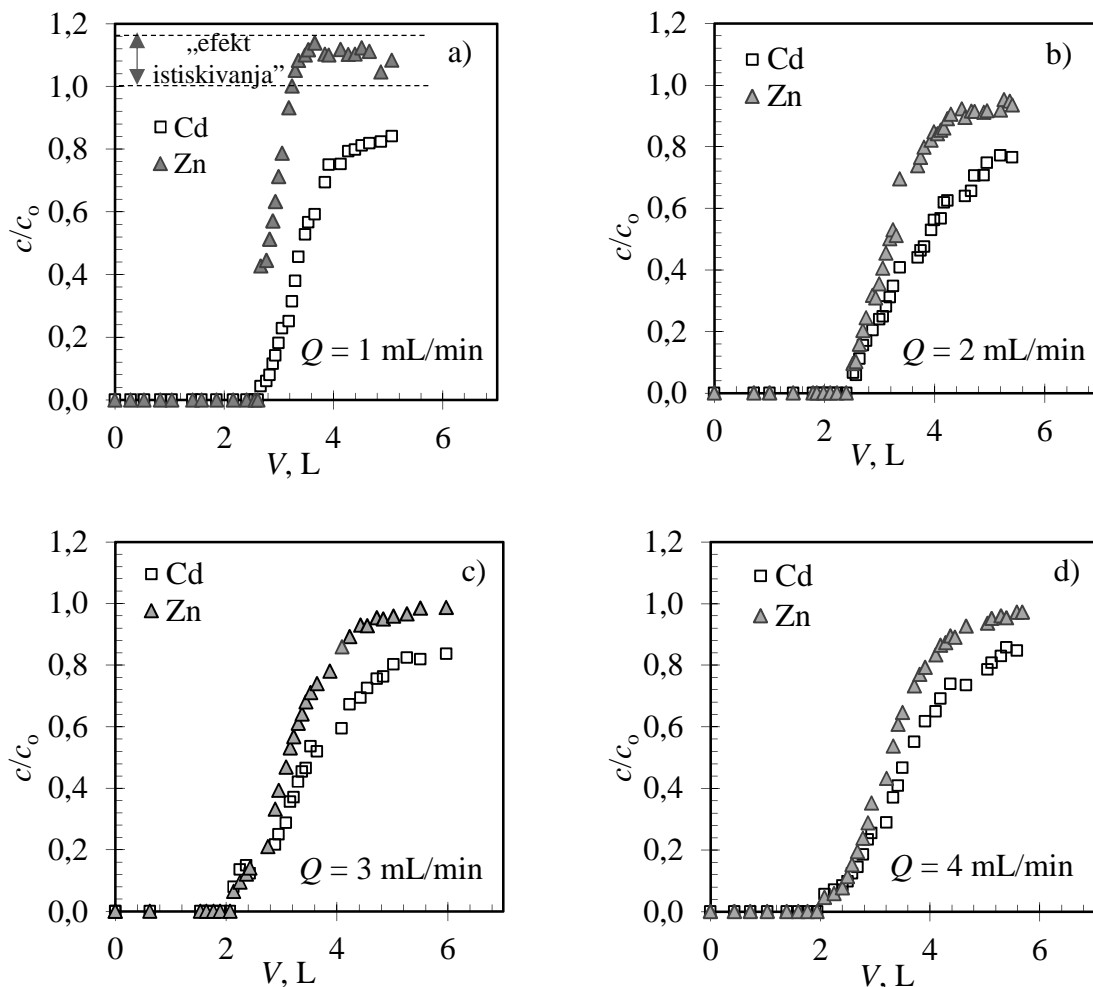 1,2
1,0
0,8
0,6
0,4
0,2
0,0
c/co
0 2 4 6
V, L
„efekt
istiskivanja”
a)
Cd
Zn
Q = 1 mL/min
1,2
1,0
0,8
0,6
0,4
0,2
0,0
c/co
0 2 4 6
V, L
b)
Cd
Zn
Q = 2 mL/min
1,2
1,0
0,8
0,6
0,4
0,2
0,0
c/co
0 2 4 6
V, L
c)
Cd
Zn
Q = 3 mL/min
1,2
1,0
0,8
0,6
0,4
0,2
0,0
c/co
0 2 4 6
V, L
d)
Cd
Zn
Q = 4 mL/min